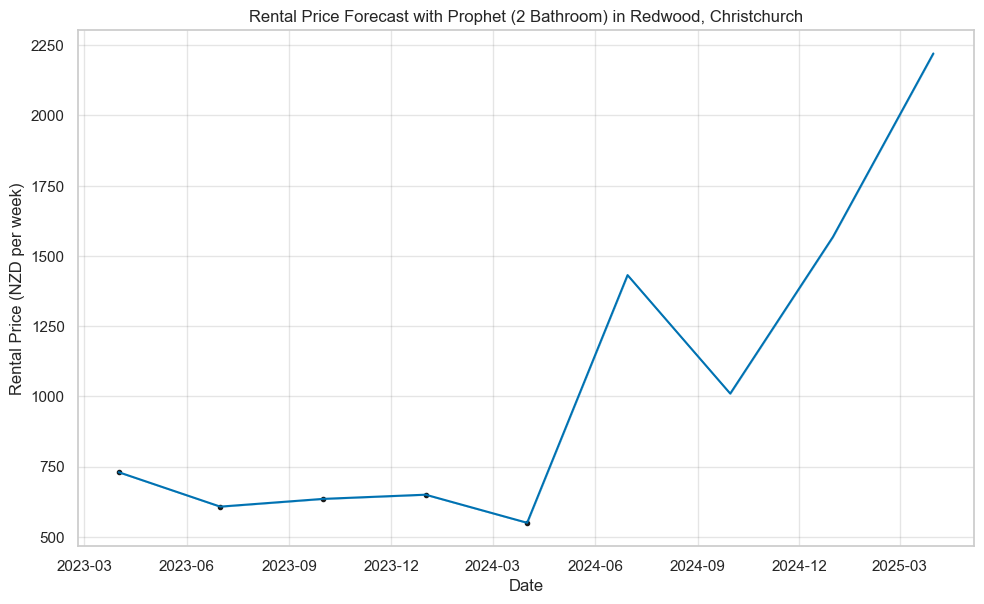 Rental Price Forecast with Prophet (2 Bathroom) in Redwood, Christchurch
Rental Price (NZD per week)
2250
2000
1750
1500
1250
1000
750
500
2023-03 2023-06 2023-09 2023-12 2024-03 2024-06 2024-09 2024-12 2025-03
Date